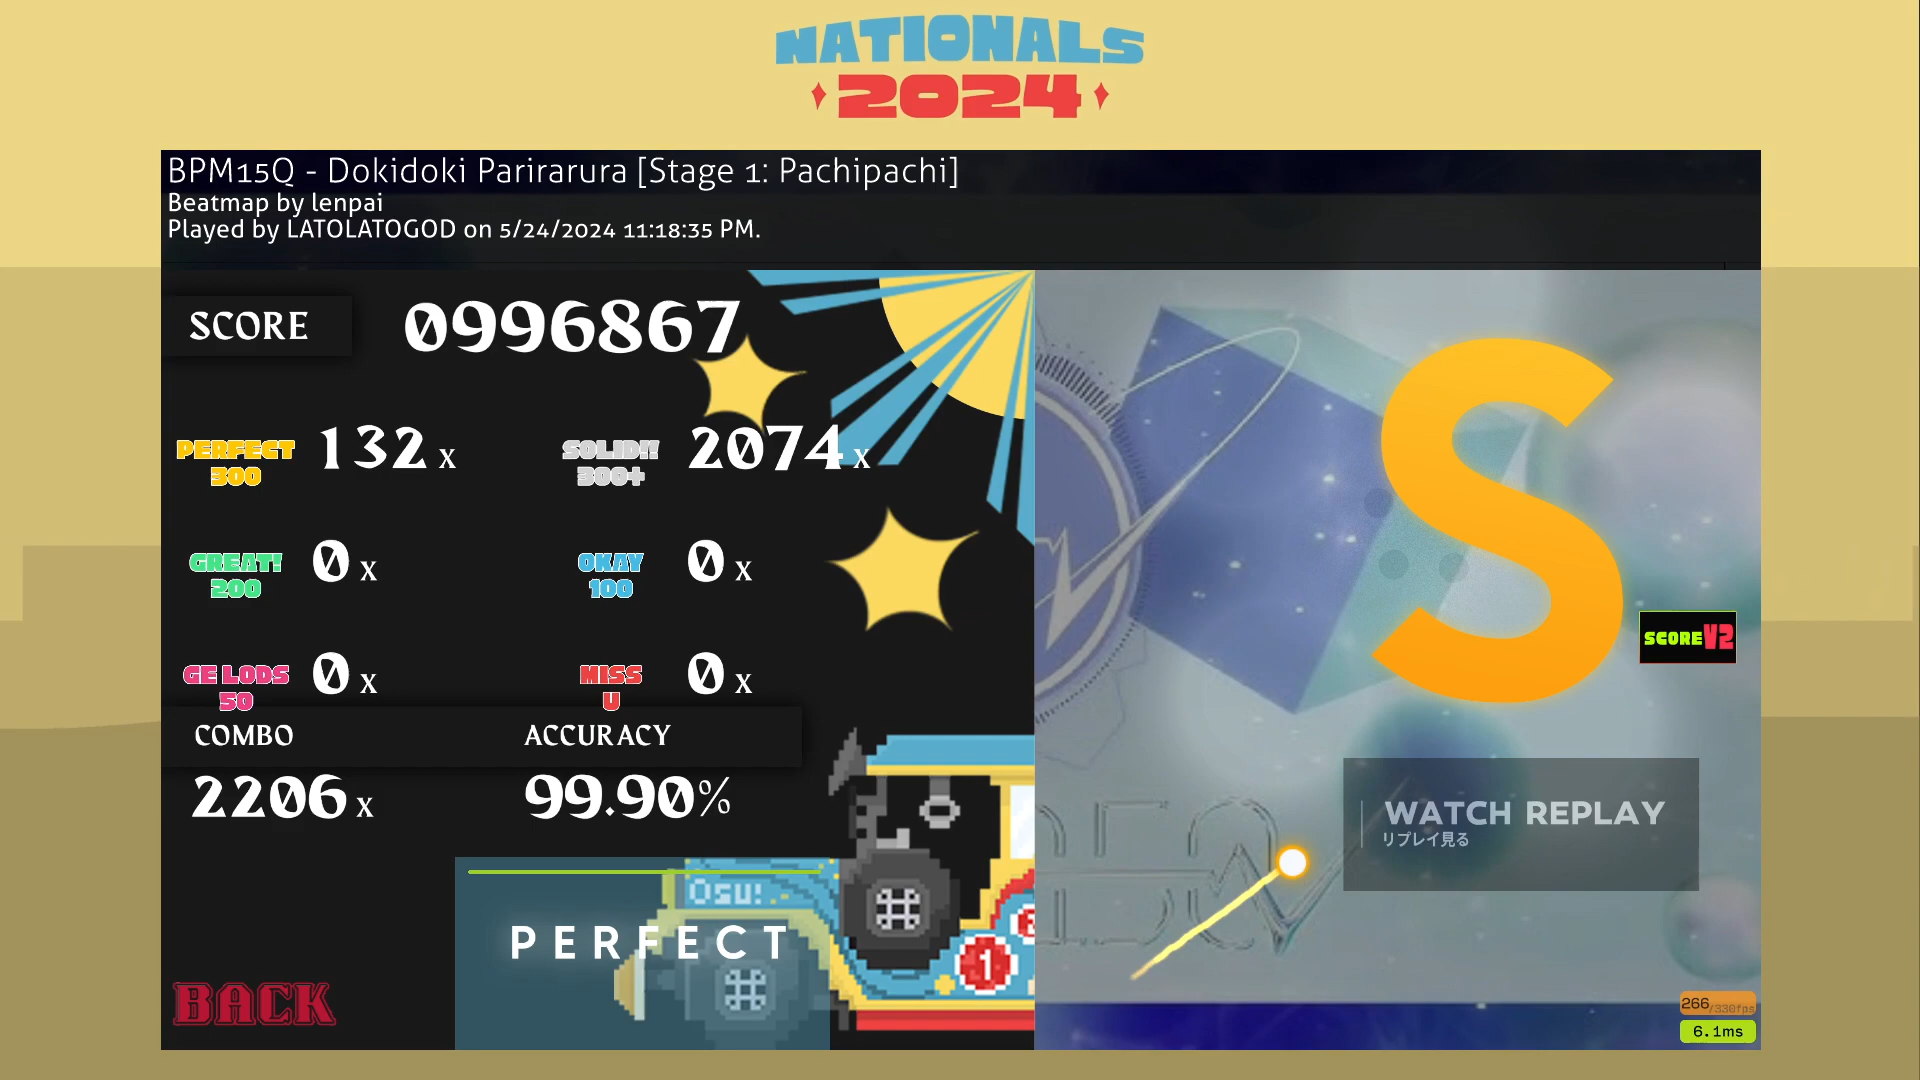 NATIONALS
2024
BPM15Q - Dokidoki Parirarura [Stage 1: Pachipachi]
Beatmap by lenpai
Played by LATOLATOGOD on 5/24/2024 11:18:35 PM.
SCORE 0996867
PERFECT 300 132 x SOLID!! 300+ 2074 x
GREAT! 200 0 x OKAY 100 0 x
GE LODS 50 0 x MISS U 0 x
COMBO ACCURACY
2206 x 99.90%
S
SCORE V2
WATCH REPLAY
リプレイ見る
Osu!
PERFECT
1
BACK
266/330fps
6.1ms